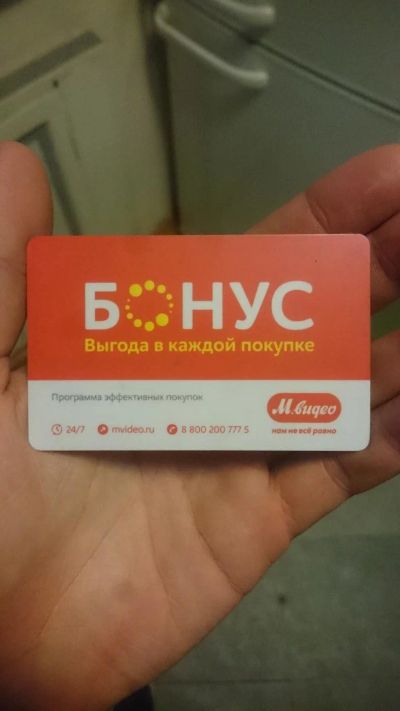 БОНУС
Выгода в каждой покупке
Программа эффективных покупок
24/7 mvideo.ru 8 800 200 777 5
М.видео
нам не всё равно